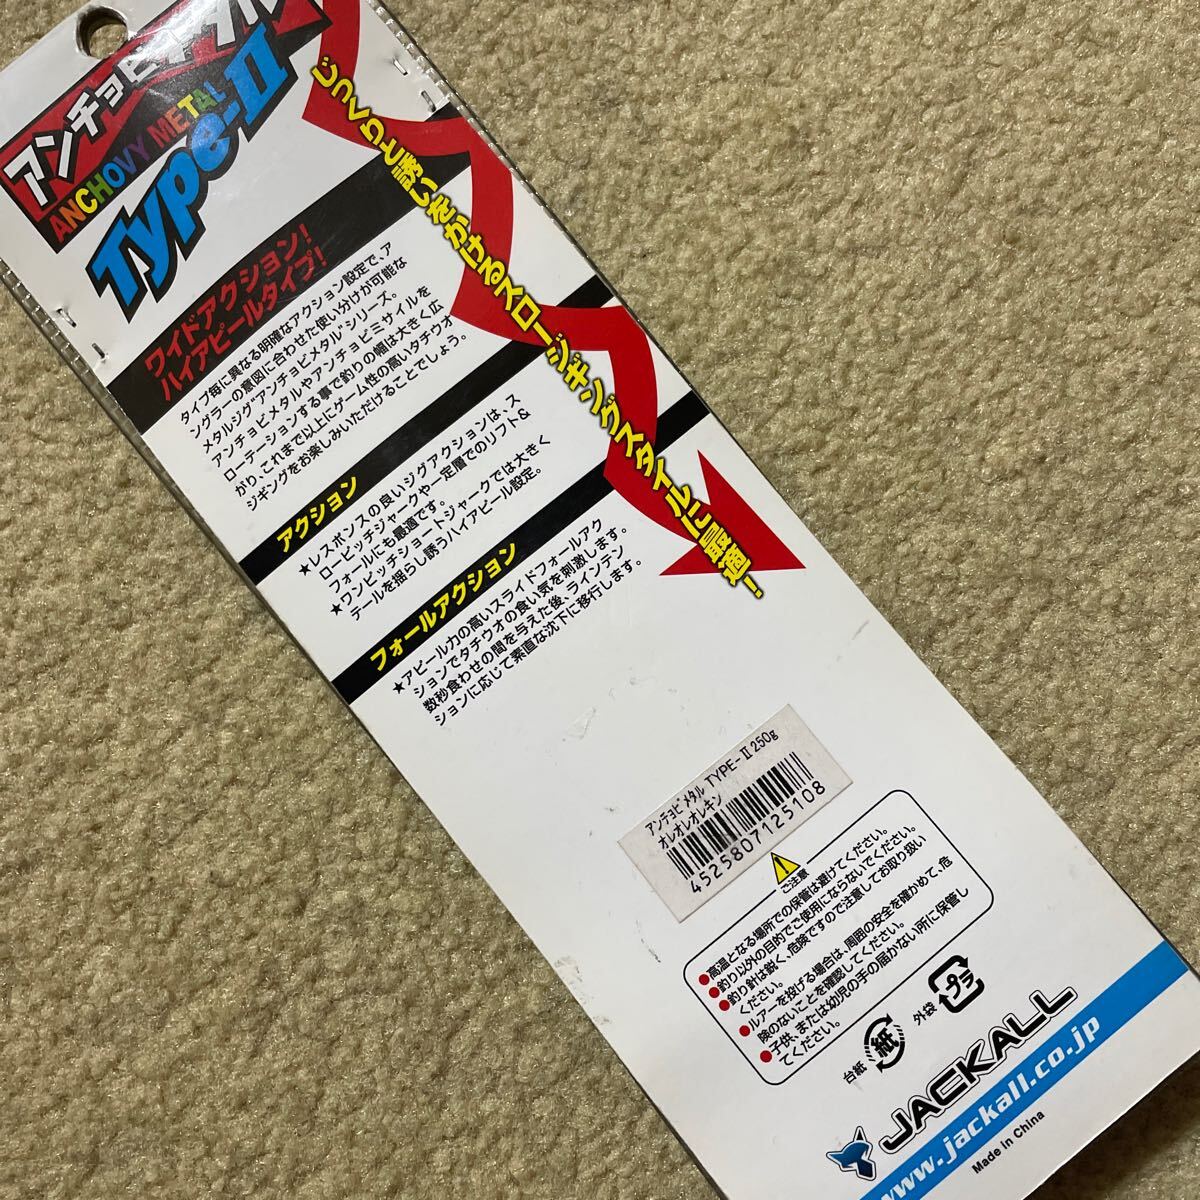 アンチョビメタル
ANCHOVY METAL
Type-II
じっくりと誘いをかけるスロージギングスタイルに最適!
ワイドアクション!
ハイアピールタイプ!
タイプ毎に異なる明確なアクション設定で、ア
ングラーの意図に合わせた使い分けが可能な
メタルジグ"アンチョビメタル"シリーズ。
アンチョビメタルやアンチョビミサイルを
ローテーションする事で釣りの幅は大きく広
がり、これまで以上にゲーム性の高いタチウオ
ジギングをお楽しみいただけることでしょう。
アクション
★レスポンスの良いジグアクションは、ス
ローピッチジャークや一定層でのリフト&
フォールにも最適です。
★ワンピッチショートジャークでは大きく
テールを揺らし誘うハイアピール設定。
フォールアクション
★アピール力の高いスライドフォールアク
ションでタチウオの食い気を刺激します。
数秒食わせの間を与えた後、ラインテン
ションに応じて素直な沈下に移行します。
アンチョビメタル TYPE-II 250g
オレオレオレキン
4525807125108
ご注意
●高温となる場所での保管は避けてください。
●釣り以外の目的でご使用にならないでください。
●釣り針は鋭く、危険ですので注意してお取り扱い
ください。
●ルアーを投げる場合は、周囲の安全を確かめて、危
険のないことを確認してください。
●子供、または幼児の手の届かない所に保管し
てください。
台紙 紙
外袋 プラ
JACKALL
www.jackall.co.jp
Made in China